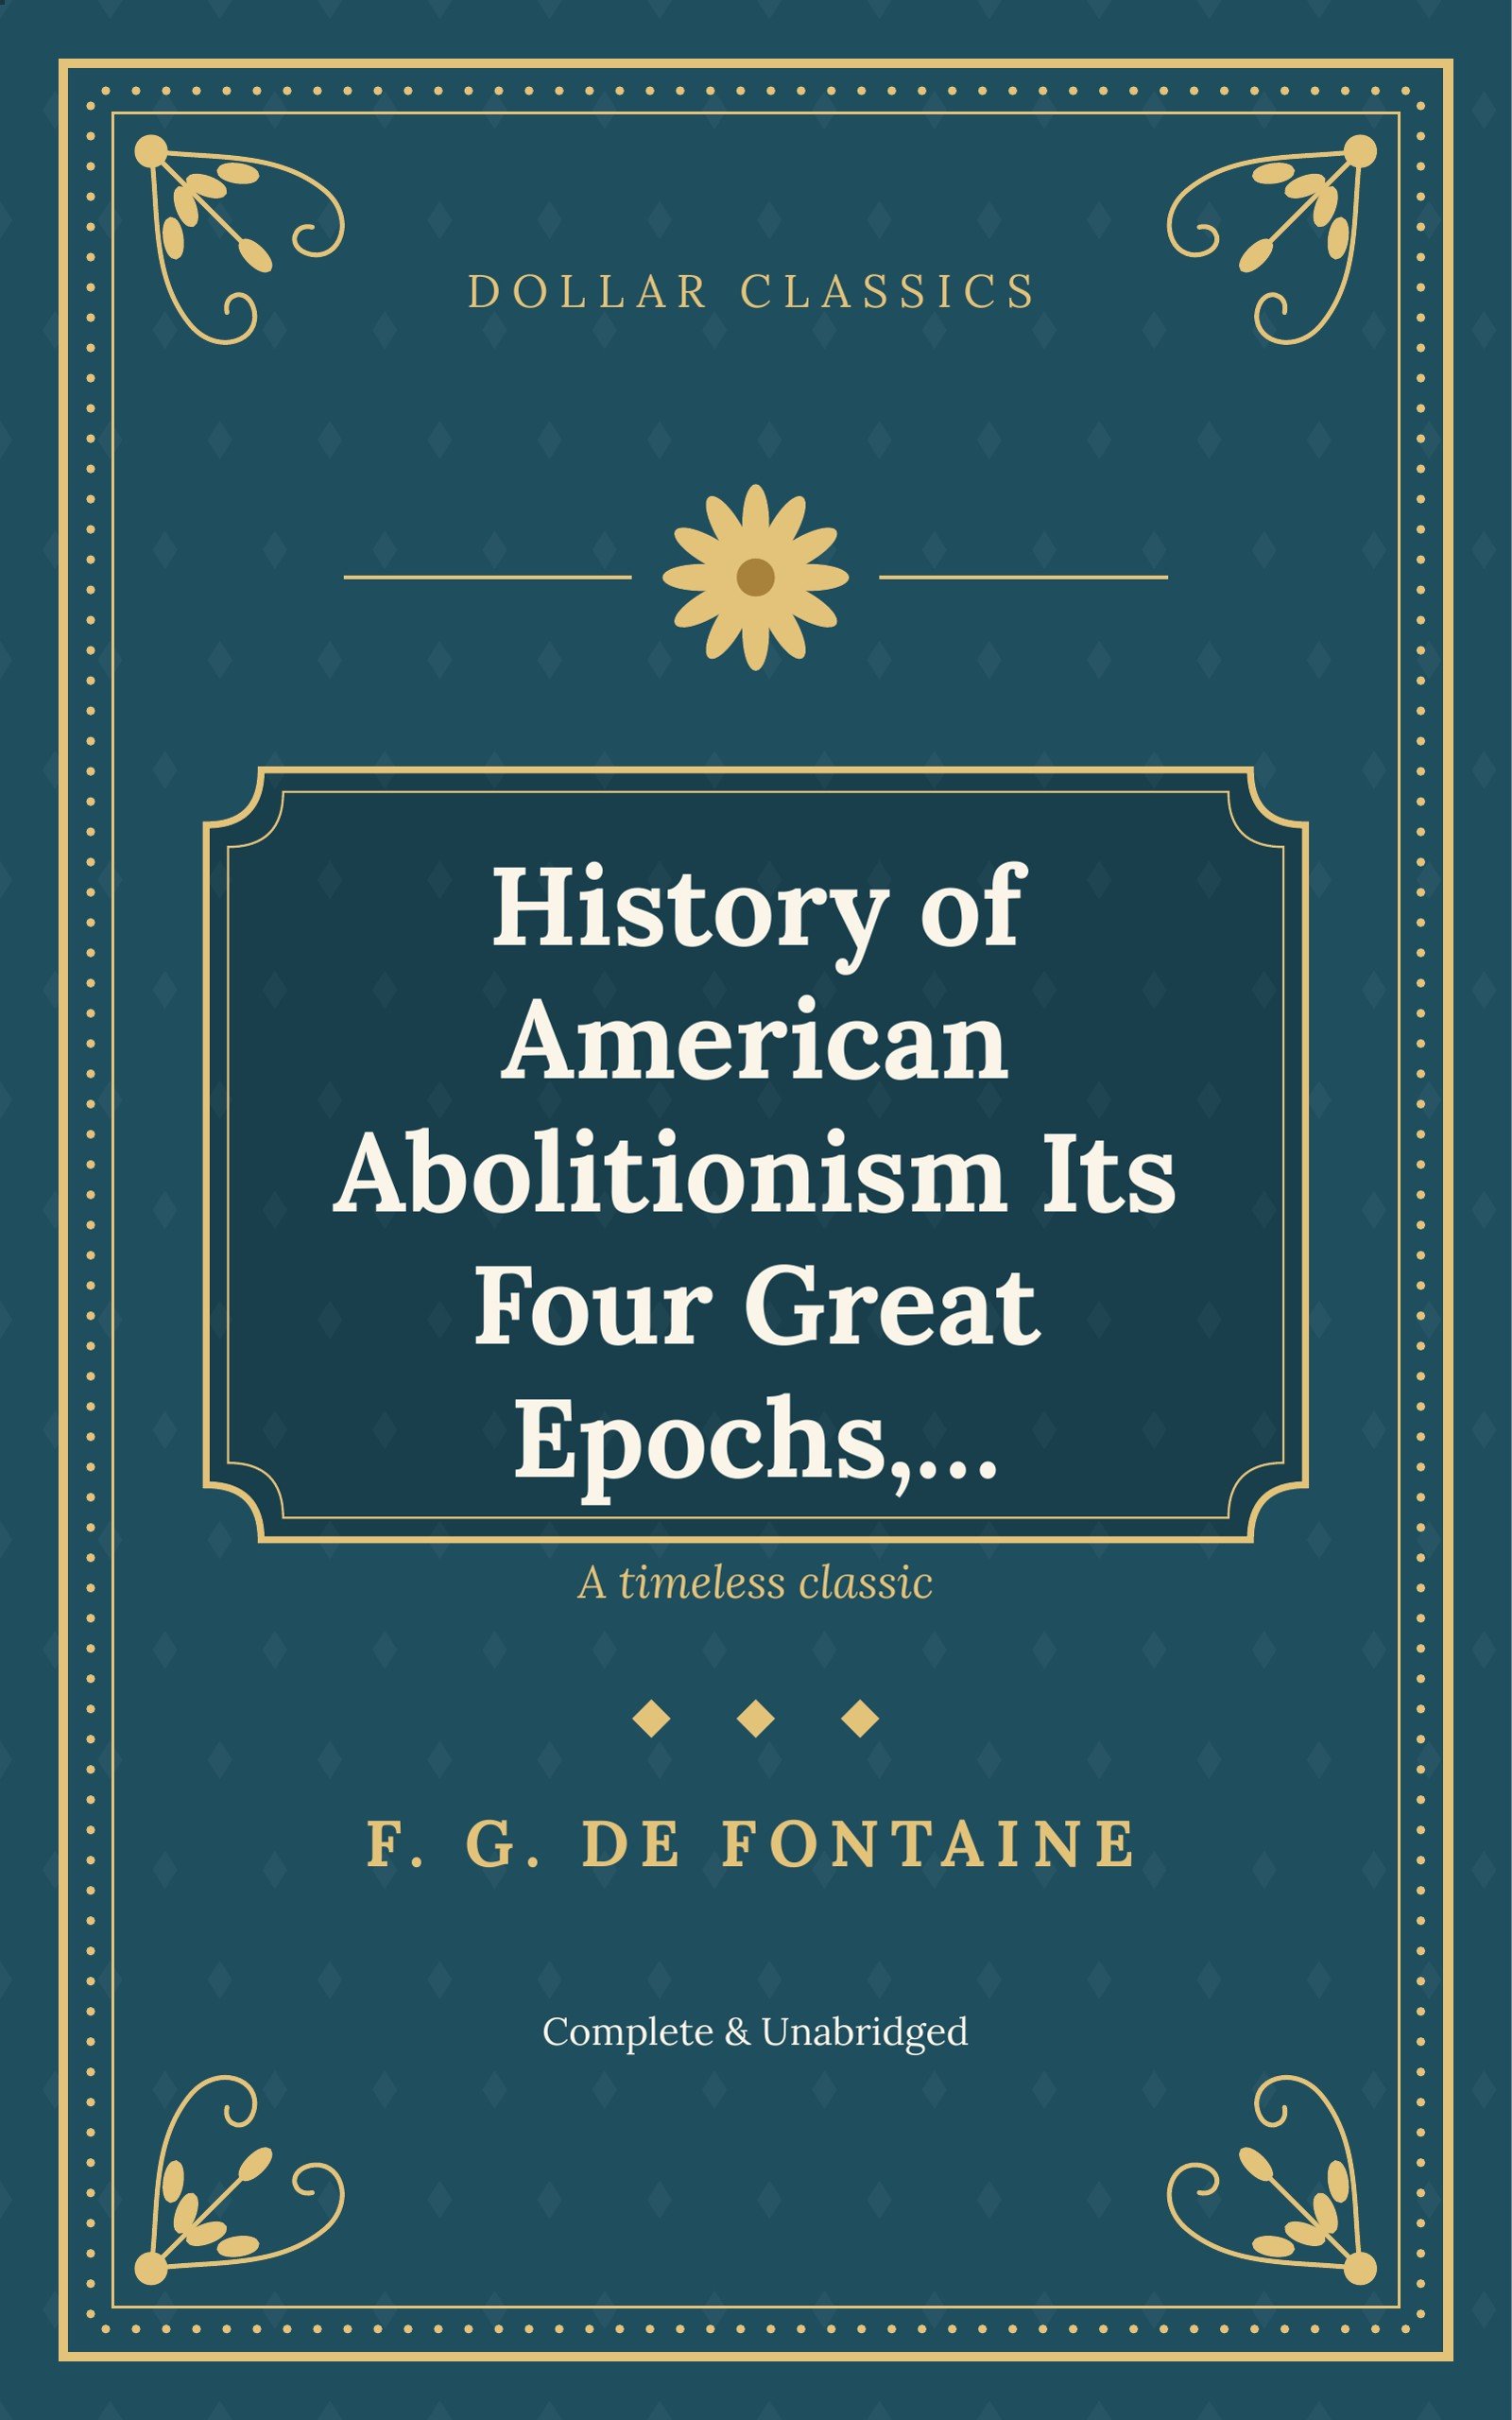 DOLLAR CLASSICS
History of
American
Abolitionism Its
Four Great
Epochs,...
A timeless classic
F. G. DE FONTAINE
Complete & Unabridged